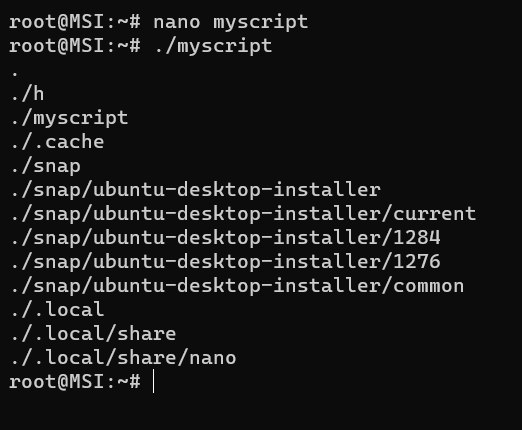 root@MSI:~# nano myscript
root@MSI:~# ./myscript
.
./h
./myscript
./.cache
./snap
./snap/ubuntu-desktop-installer
./snap/ubuntu-desktop-installer/current
./snap/ubuntu-desktop-installer/1284
./snap/ubuntu-desktop-installer/1276
./snap/ubuntu-desktop-installer/common
./.local
./.local/share
./.local/share/nano
root@MSI:~#